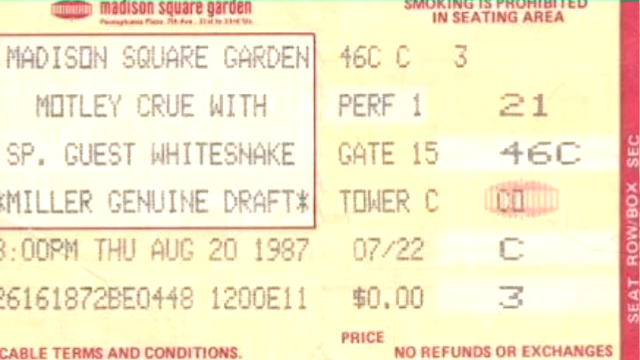 madison square garden
Pennsylvania Plaza, 7th Ave., 31st to 33rd Sts.
SMOKING IS PROHIBITED
IN SEATING AREA
MADISON SQUARE GARDEN 46C C 3
MOTLEY CRUE WITH PERF 1 21
SP. GUEST WHITESNAKE GATE 15 46C
*MILLER GENUINE DRAFT* TOWER C CO
8:00PM THU AUG 20 1987 07/22 C
26161872BE0448 1200E11 $0.00 3
PRICE
CABLE TERMS AND CONDITIONS. NO REFUNDS OR EXCHANGES
SEAT ROW/BOX SEC